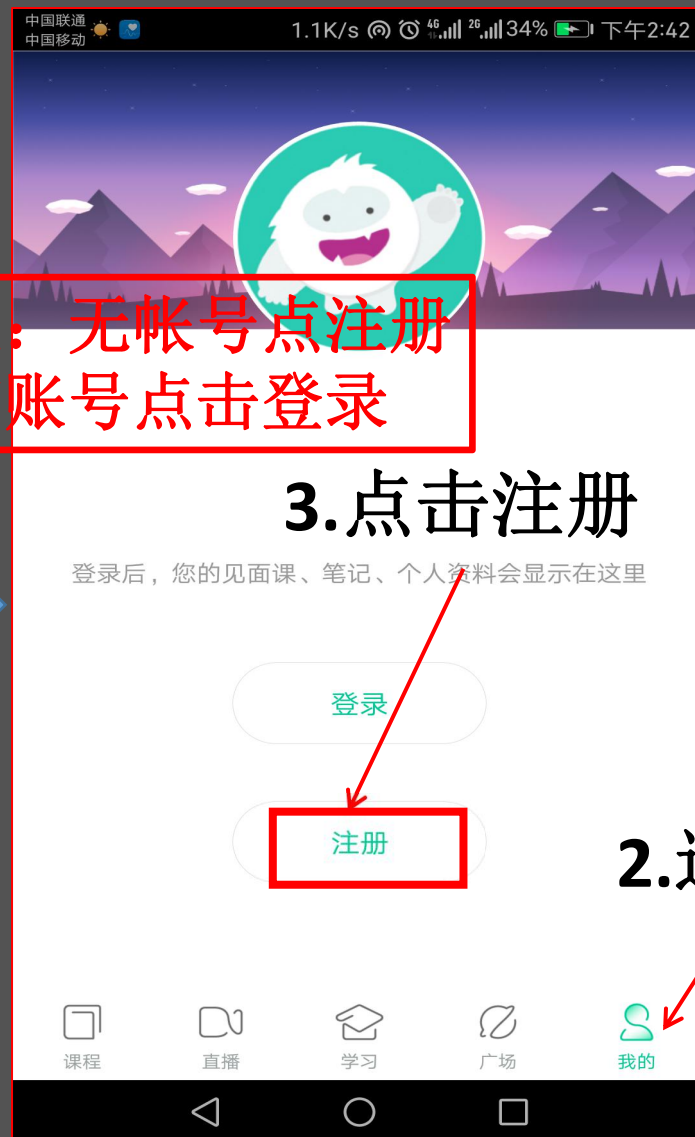 中国联通
中国移动
1.1K/s 4G 2G 34% 下午2:42
：无帐号点注册
账号点击登录
3.点击注册
登录后，您的见面课、笔记、个人资料会显示在这里
登录
注册
2.
课程 直播 学习 广场 我的